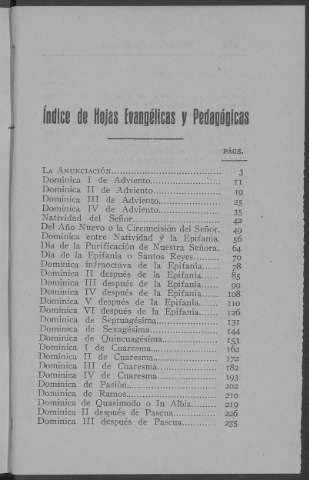 Índice de Hojas Evangélicas y Pedagógicas
PÁGS.
LA ANUNCIACIÓN 3
Dominica I de Adviento 11
Dominica II de Adviento 19
Dominica III de Adviento 25
Dominica IV de Adviento 35
Natividad del Señor 42
Del Año Nuevo o la Circuncisión del Señor. 49
Dominica entre Natividad y la Epifanía. 56
Día de la Purificación de Nuestra Señora. 64
Día de la Epifanía o Santos Reyes 70
Dominica infraoctava de la Epifanía 78
Dominica II después de la Epifanía 85
Dominica III después de la Epifanía 99
Dominica IV después de la Epifanía 108
Dominica V después de la Epifanía 110
Dominica VI después de la Epifanía 126
Dominica de Septuagésima 131
Dominica de Sexagésima 144
Dominica de Quincuagésima 153
Dominica I de Cuaresma 162
Dominica II de Cuaresma 172
Dominica III de Cuaresma 182
Dominica IV de Cuaresma 193
Dominica de Pasión 202
Dominica de Ramos 210
Dominica de Quasimodo o In Albis 219
Dominica II después de Pascua 226
Dominica III después de Pascua 235